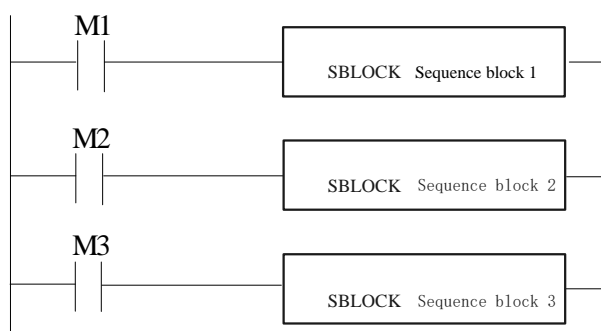 M1
SBLOCK Sequence block 1
M2
SBLOCK Sequence block 2
M3
SBLOCK Sequence block 3